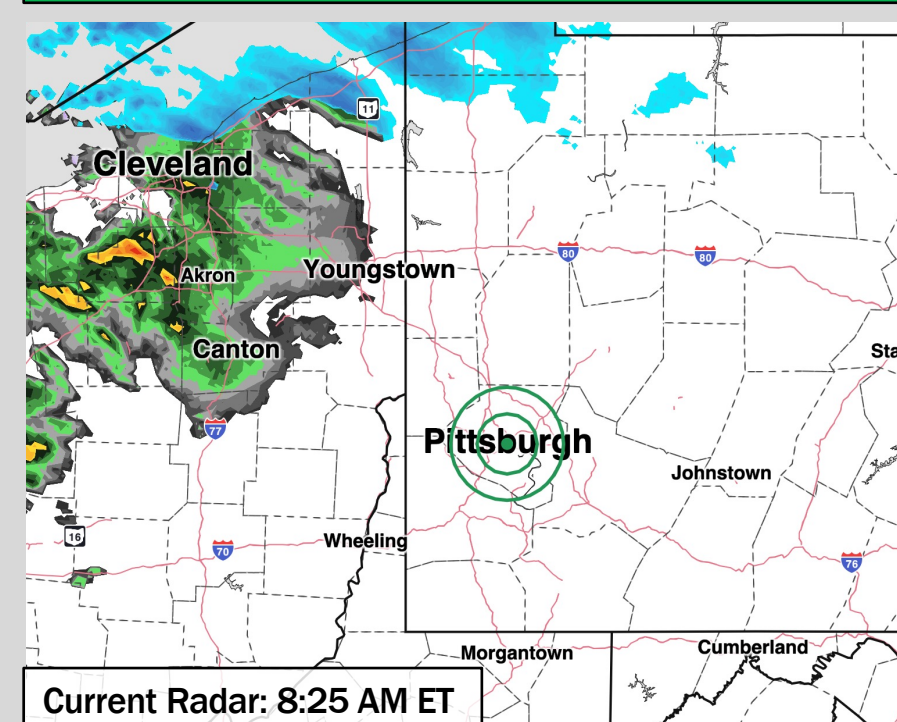 11
Cleveland
80
80
Akron
Youngstown
Canton
Sta
77
Pittsburgh
Johnstown
16
70
Wheeling
76
Morgantown
Cumberland
Current Radar: 8:25 AM ET